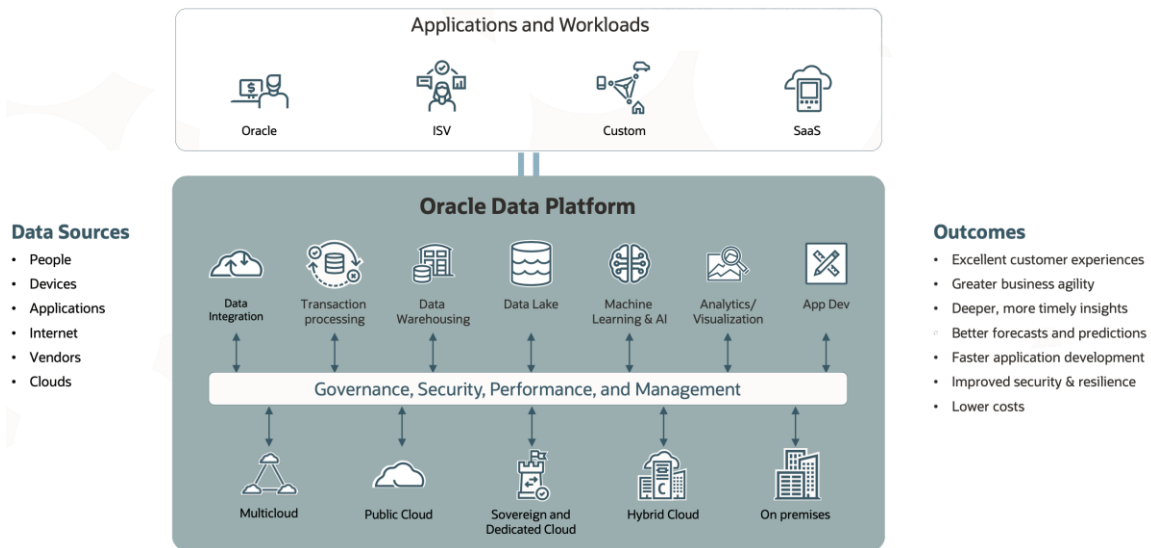 Applications and Workloads
$
Oracle
ISV
Custom
SaaS
Oracle Data Platform
Data Sources
People
Devices
Applications
Internet
Vendors
Clouds
Data
Integration
Transaction
processing
Data
Warehousing
Data Lake
Machine
Learning & AI
Analytics/
Visualization
App Dev
Governance, Security, Performance, and Management
C
Multicloud
Public Cloud
Sovereign and
Dedicated Cloud
Hybrid Cloud
On premises
Outcomes
Excellent customer experiences
Greater business agility
Deeper, more timely insights
Better forecasts and predictions
Faster application development
Improved security & resilience
Lower costs